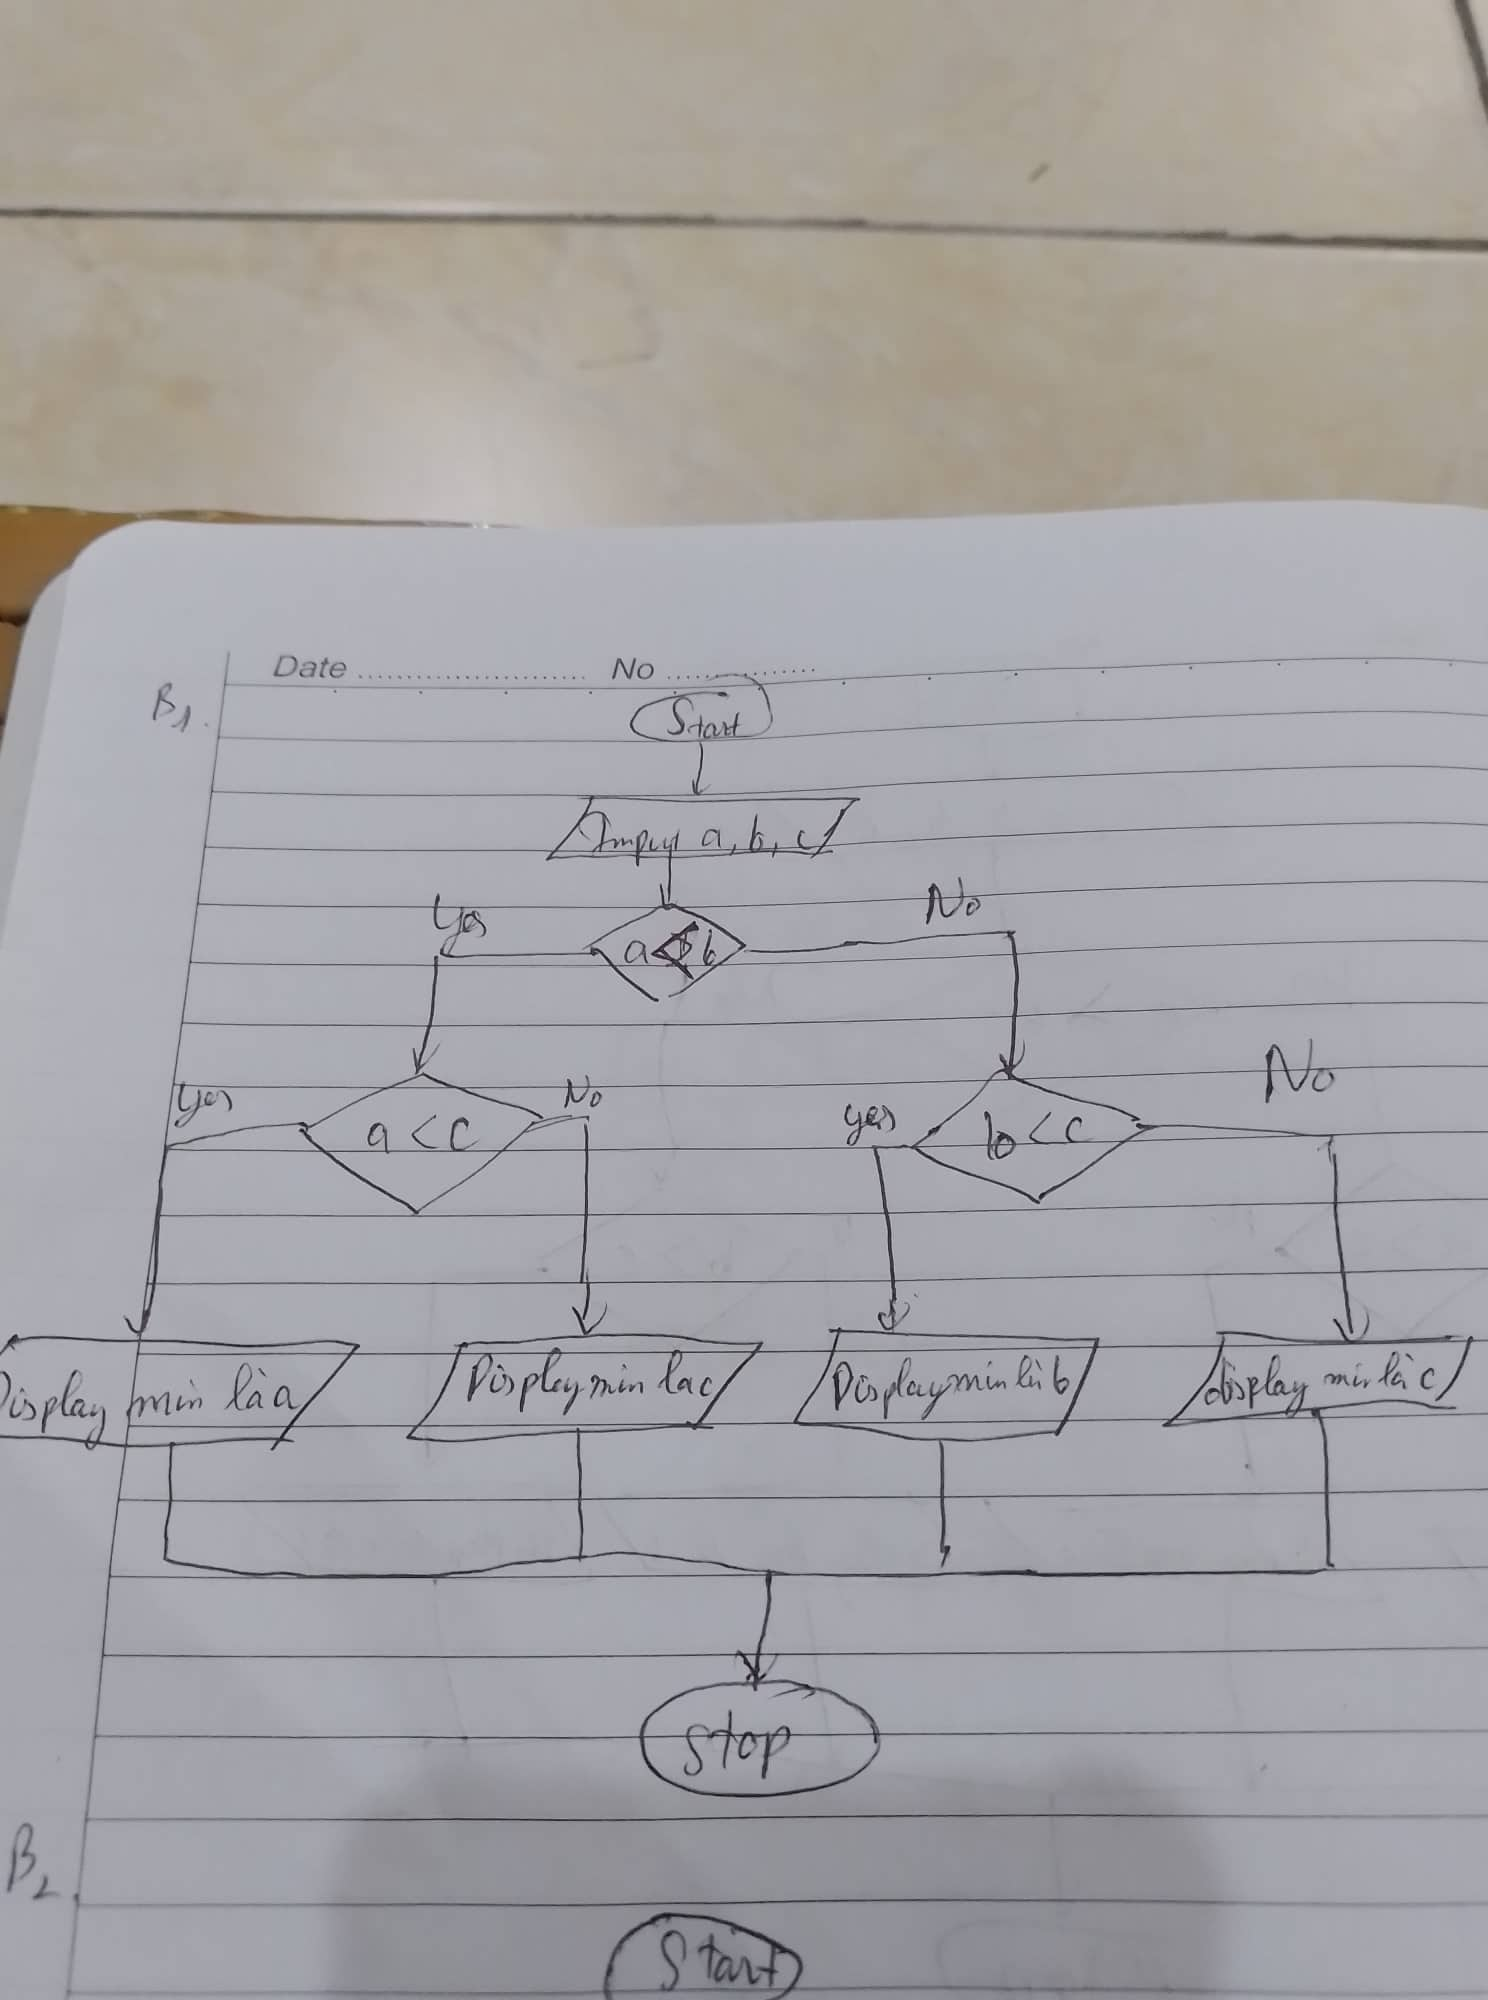 Date ........................ No ..................
B1.
Start
Input a, b, c
Yes
No
a < b
Yes
No
yes
No
a < c
b < c
Display min là a
Display min là c
Display min là b
display min là c
Stop
B2.
Start